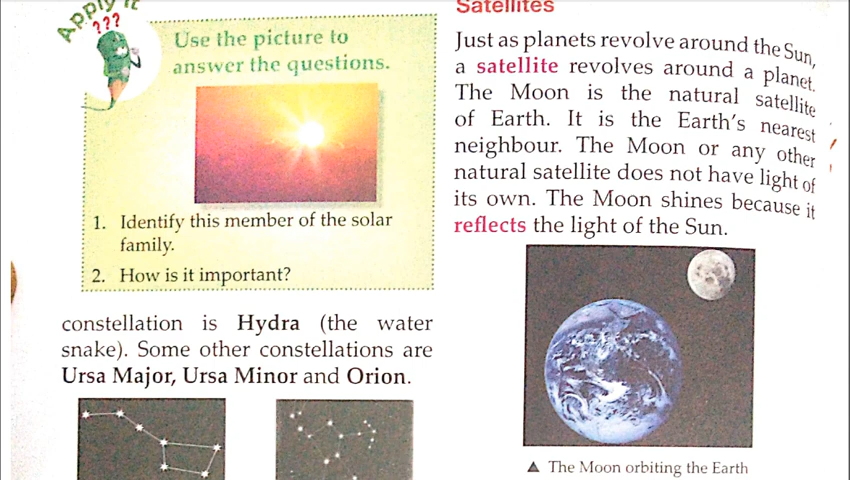 Apply it
???
Use the picture to
answer the questions.
1. Identify this member of the solar
family.
2. How is it important?
constellation is Hydra (the water
snake). Some other constellations are
Ursa Major, Ursa Minor and Orion.
Satellites
Just as planets revolve around the Sun,
a satellite revolves around a planet.
The Moon is the natural satellite
of Earth. It is the Earth's nearest
neighbour. The Moon or any other
natural satellite does not have light of
its own. The Moon shines because it
reflects the light of the Sun.
▲ The Moon orbiting the Earth